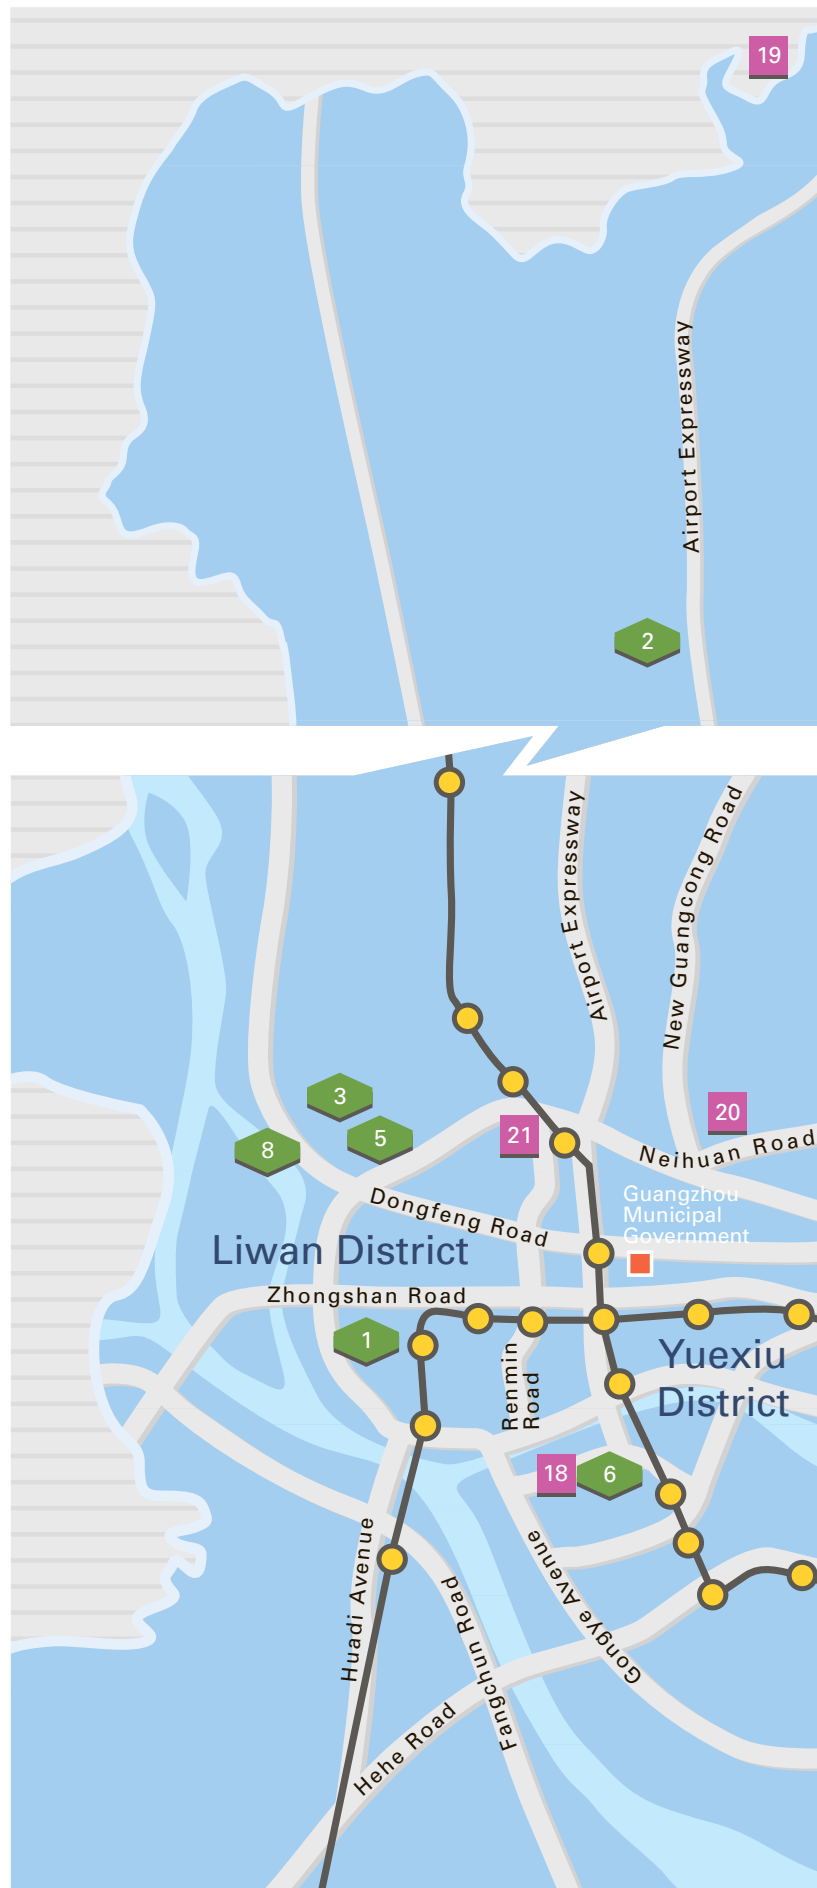 19
Airport Expressway
2
Airport Expressway
New Guangcong Road
3
20
5
21
8
Neihuan Road
Dongfeng Road
Guangzhou
Municipal
Government
Liwan District
Zhongshan Road
1
Yuexiu
District
Renmin
Road
18
6
Huadi Avenue
Fangchun Road
Gongye Avenue
Hehe Road